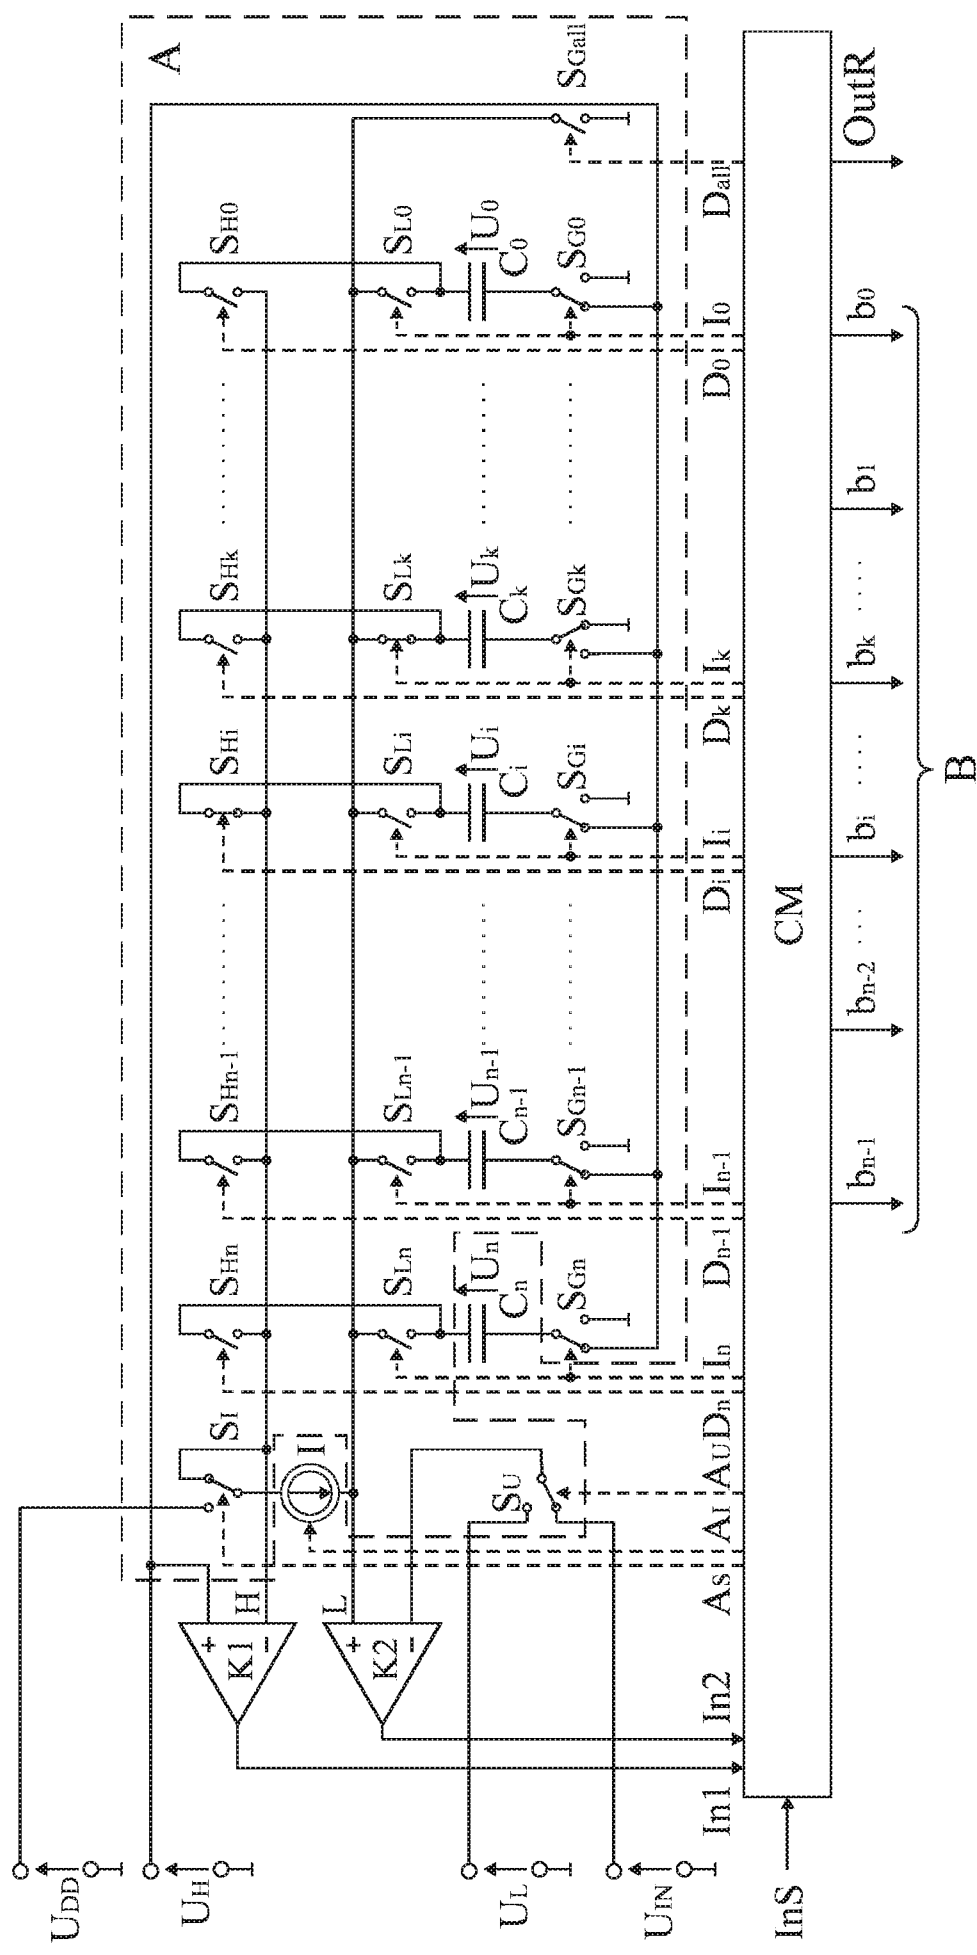 UDD
UH
UL
UIN
InS
A
SI
SHn
SHn-1
SHi
SHk
SH0
H
K1
+
-
I
L
K2
+
-
SU
SLn
SLn-1
SLi
SLk
SL0
Un
Un-1
Ui
Uk
U0
Cn
Cn-1
Ci
Ck
C0
SGn
SGn-1
SGi
SGk
SG0
SGall
In1
In2
AS
AI
AU
Dn
In
Dn-1
In-1
Di
Ii
Dk
Ik
D0
I0
Dall
CM
bn-1
bn-2
bi
bk
b1
b0
OutR
B